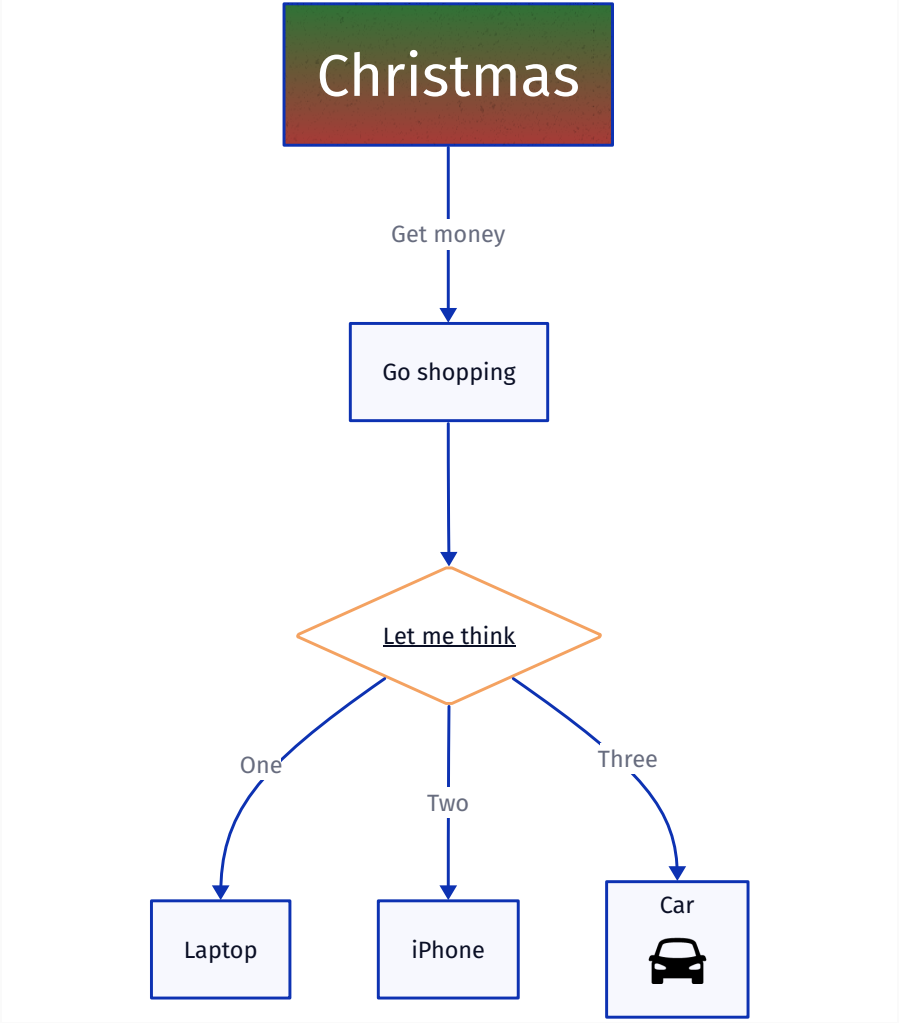 Christmas
Get money
Go shopping
Let me think
One
Two
Three
Laptop
iPhone
Car